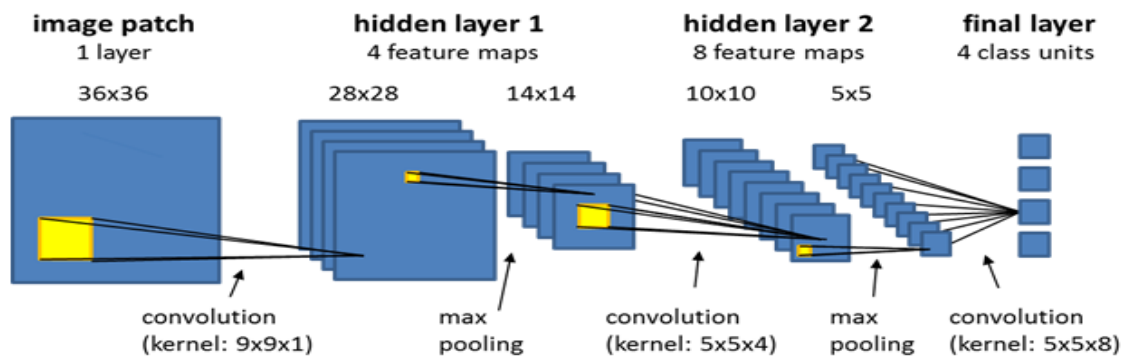 image patch
1 layer
36x36
hidden layer 1
4 feature maps
28x28
14x14
hidden layer 2
8 feature maps
10x10
5x5
final layer
4 class units
convolution
(kernel: 9x9x1)
max
pooling
convolution
(kernel: 5x5x4)
max
pooling
convolution
(kernel: 5x5x8)